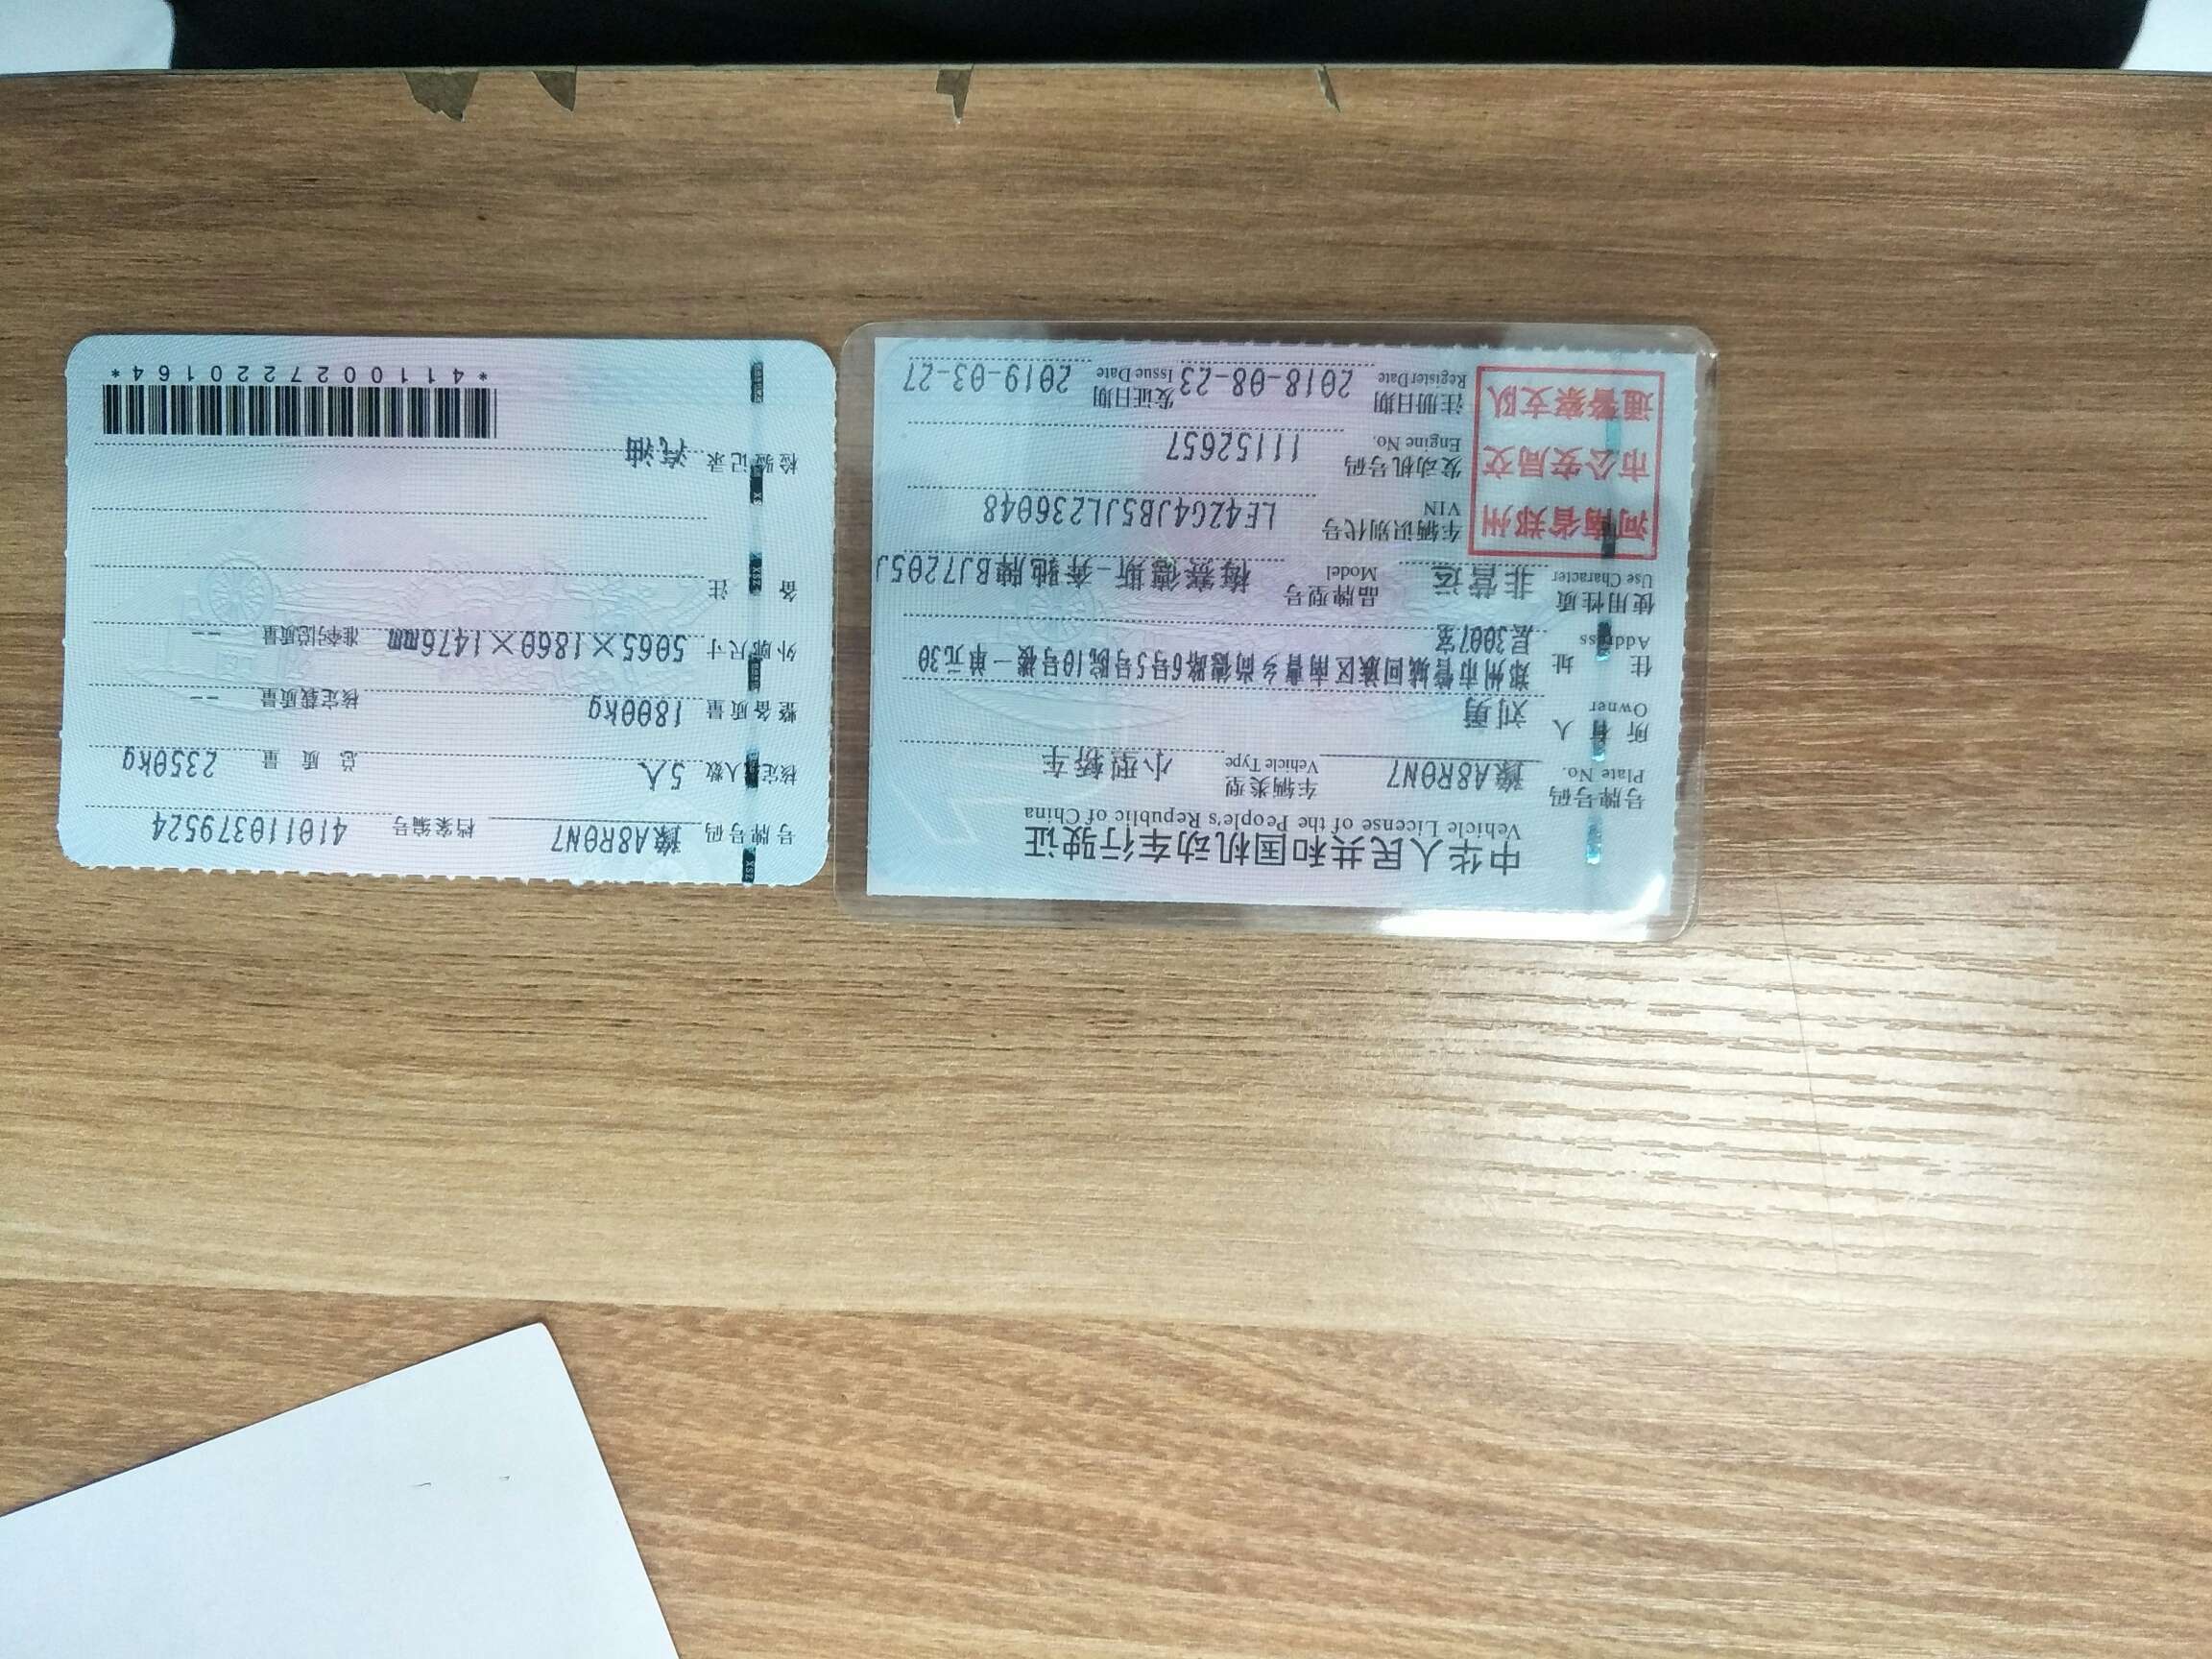 中华人民共和国机动车行驶证
Vehicle License of the People's Republic of China
号牌号码 豫A8R0N7 车辆类型 小型轿车
Plate No. Vehicle Type
所有人 刘勇
Owner
住址 郑州市管城回族区南曹乡尚德路6号5号院10号楼一单元30
Address 层3007室
使用性质 非营运 品牌型号 梅赛德斯-奔驰牌BJ7205J
Use Character Model
河南省郑州
市公安局交
通警察支队
车辆识别代号 LE4ZG4JB5JL236048
VIN
发动机号码 11152657
Engine No.
注册日期 2018-08-23 发证日期 2019-03-27
Register Date Issue Date
号牌号码 豫A8R0N7 档案编号 410110379524
核定载人数 5人 总质量 2350kg
整备质量 1800kg 核定载质量 --
外廓尺寸 5065×1860×1476mm 准牵引总质量 --
备注
检验记录 汽油
*4110027220164*